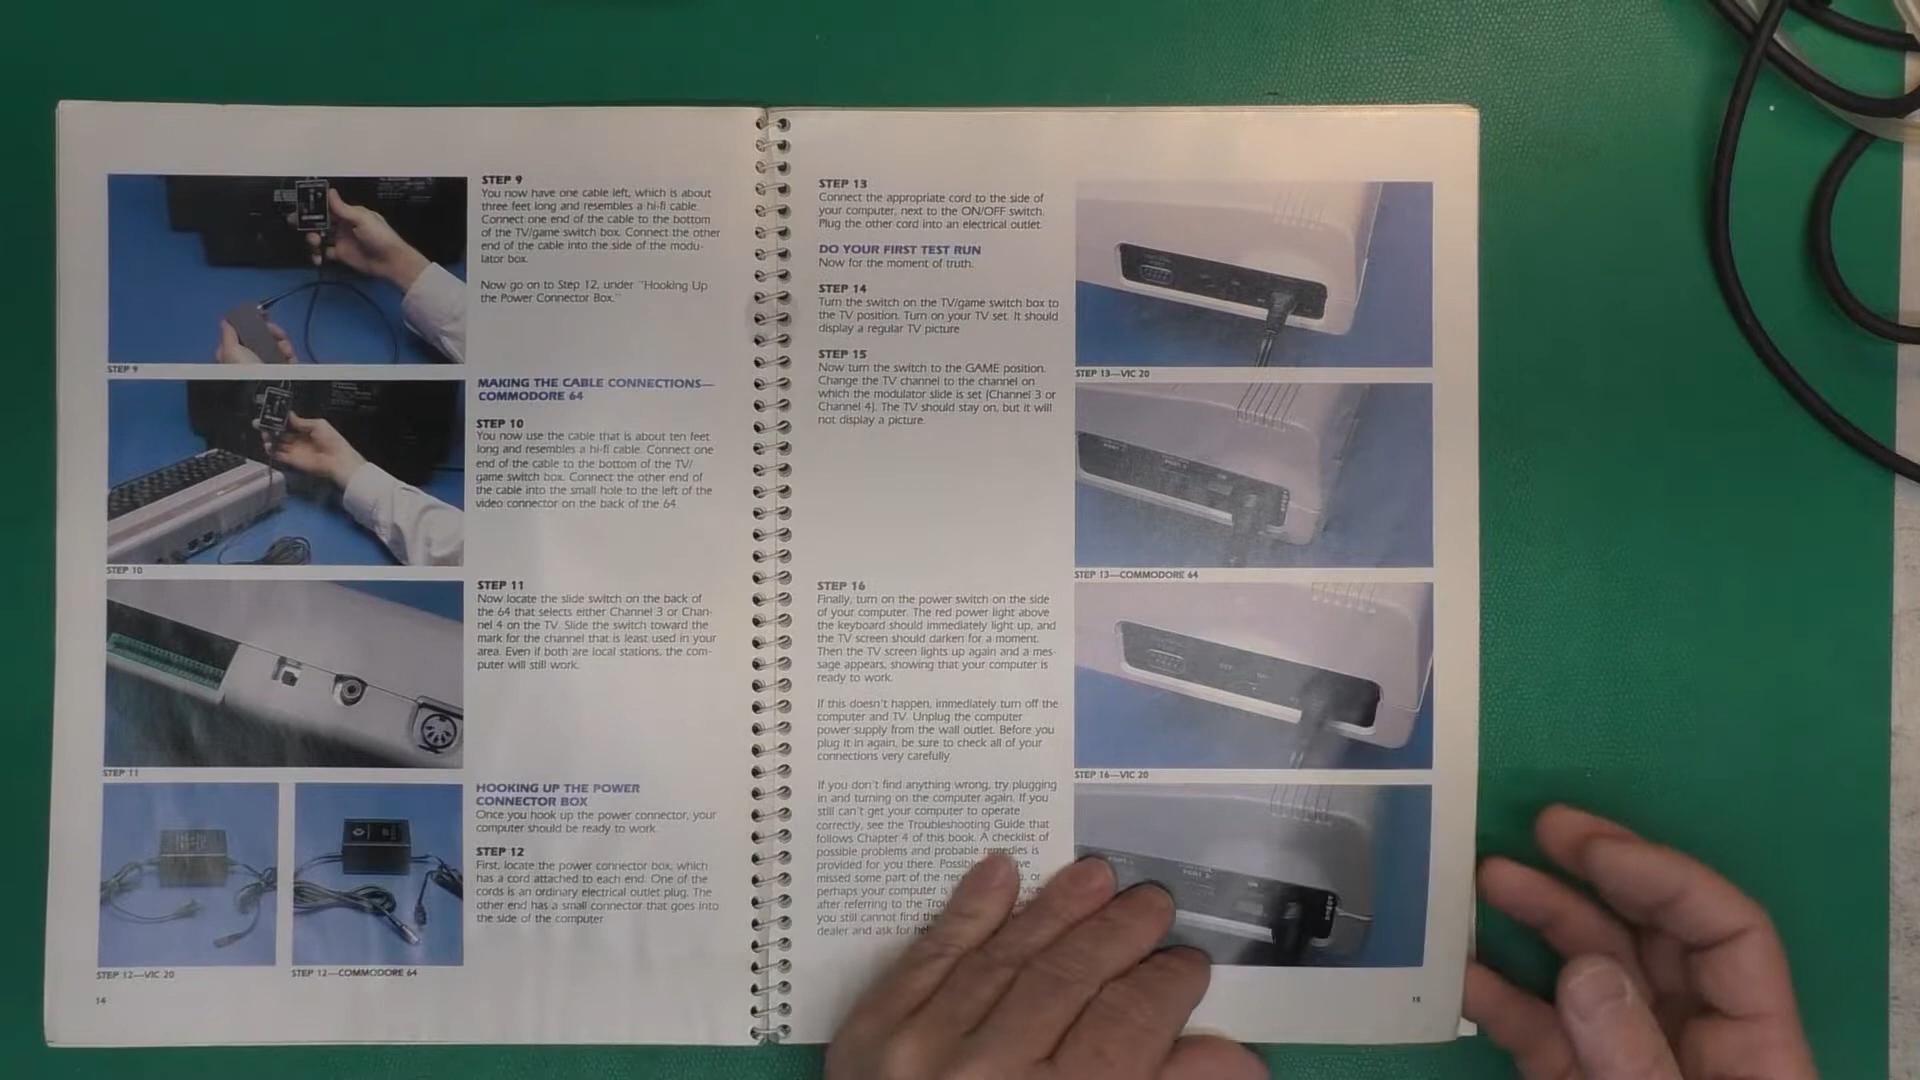 STEP 9
You now have one cable left, which is about
three feet long and resembles a hi-fi cable.
Connect one end of the cable to the bottom
of the TV/game switch box. Connect the other
end of the cable into the side of the modu-
lator box.
Now go on to Step 12, under "Hooking Up
the Power Connector Box."
STEP 9
MAKING THE CABLE CONNECTIONS—
COMMODORE 64
STEP 10
You now use the cable that is about ten feet
long and resembles a hi-fi cable. Connect one
end of the cable to the bottom of the TV/
game switch box. Connect the other end of
the cable into the small hole to the left of the
video connector on the back of the 64.
STEP 10
STEP 11
Now locate the slide switch on the back of
the 64 that selects either Channel 3 or Chan-
nel 4 on the TV. Slide the switch toward the
mark for the channel that is least used in your
area. Even if both are local stations, the com-
puter will still work.
STEP 11
HOOKING UP THE POWER
CONNECTOR BOX
Once you hook up the power connector, your
computer should be ready to work.
STEP 12
First, locate the power connector box, which
has a cord attached to each end. One of the
cords is an ordinary electrical outlet plug. The
other end has a small connector that goes into
the side of the computer
STEP 12—VIC 20
STEP 12—COMMODORE 64
14
STEP 13
Connect the appropriate cord to the side of
your computer, next to the ON/OFF switch.
Plug the other cord into an electrical outlet.
DO YOUR FIRST TEST RUN
Now for the moment of truth.
STEP 14
Turn the switch on the TV/game switch box to
the TV position. Turn on your TV set. It should
display a regular TV picture
STEP 15
Now turn the switch to the GAME position.
Change the TV channel to the channel on
which the modulator slide is set (Channel 3 or
Channel 4). The TV should stay on, but it will
not display a picture.
STEP 16
Finally, turn on the power switch on the side
of your computer. The red power light above
the keyboard should immediately light up, and
the TV screen should darken for a moment.
Then the TV screen lights up again and a mes-
sage appears, showing that your computer is
ready to work.
If this doesn't happen, immediately turn off the
computer and TV. Unplug the computer
power supply from the wall outlet. Before you
plug it in again, be sure to check all of your
connections very carefully.
If you don't find anything wrong, try plugging
in and turning on the computer again. If you
still can't get your computer to operate
correctly, see the Troubleshooting Guide that
follows Chapter 4 of this book. A checklist of
possible problems and probable remedies is
provided for you there.
missed some part of the
perhaps your computer is
after referring to the
you still cannot find the
dealer and ask for
STEP 13—VIC 20
STEP 13—COMMODORE 64
STEP 16—VIC 20
15